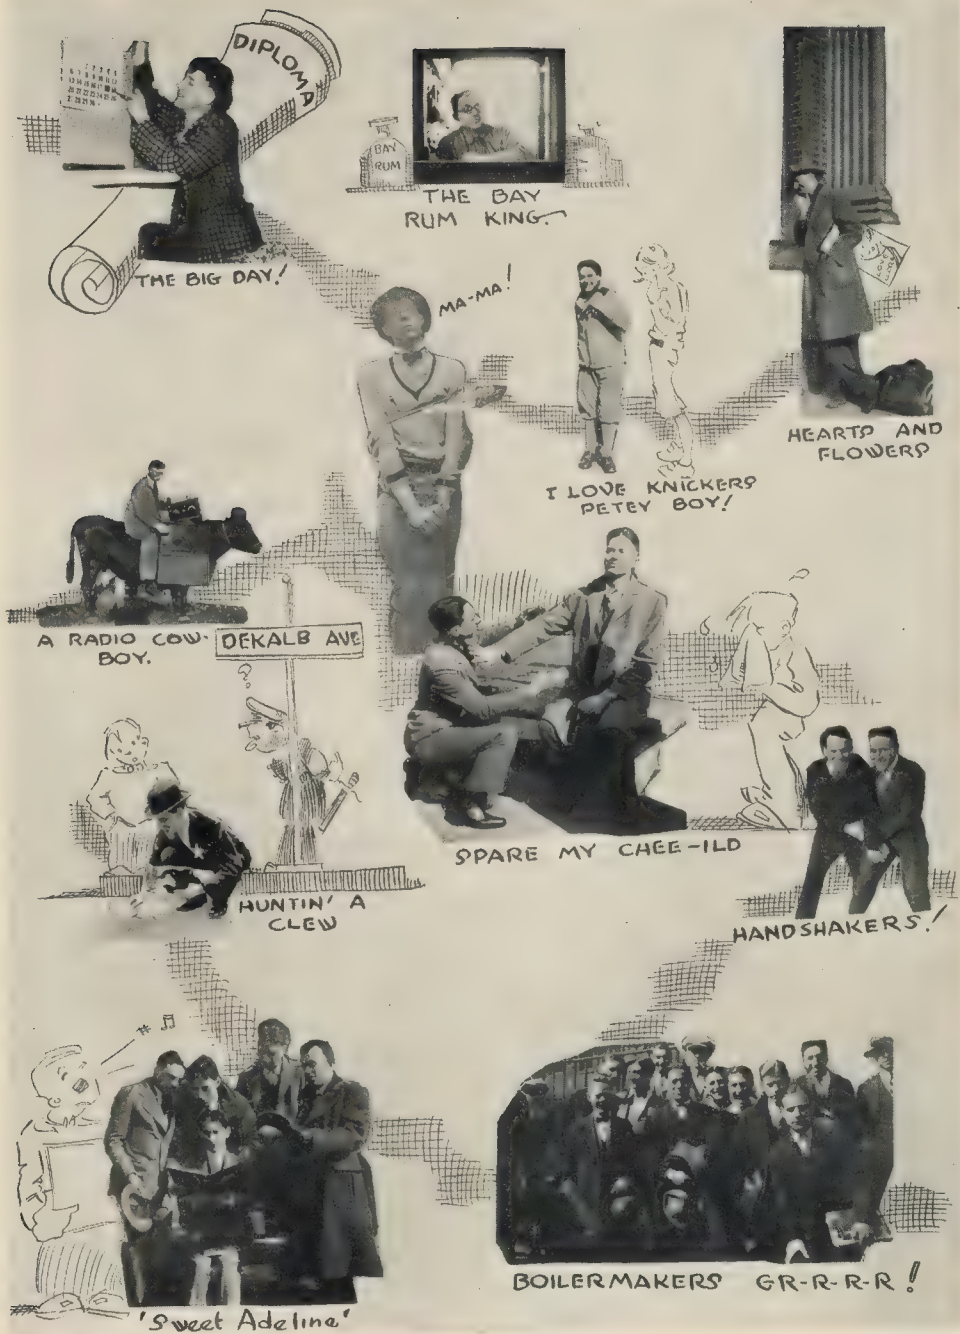 DIPLOMA
BAY
RUM
THE BAY
RUM KING.
THE BIG DAY!
MA-MA!
LOVE
HEARTS AND
FLOWERS
I LOVE KNICKERS
PETEY BOY!
A RADIO COW-
BOY.
DEKALB AVE
SPARE MY CHEE-ILD
HUNTIN' A
CLEW
HANDSHAKERS!
BOILERMAKERS GR-R-R-R!
'Sweet Adeline'